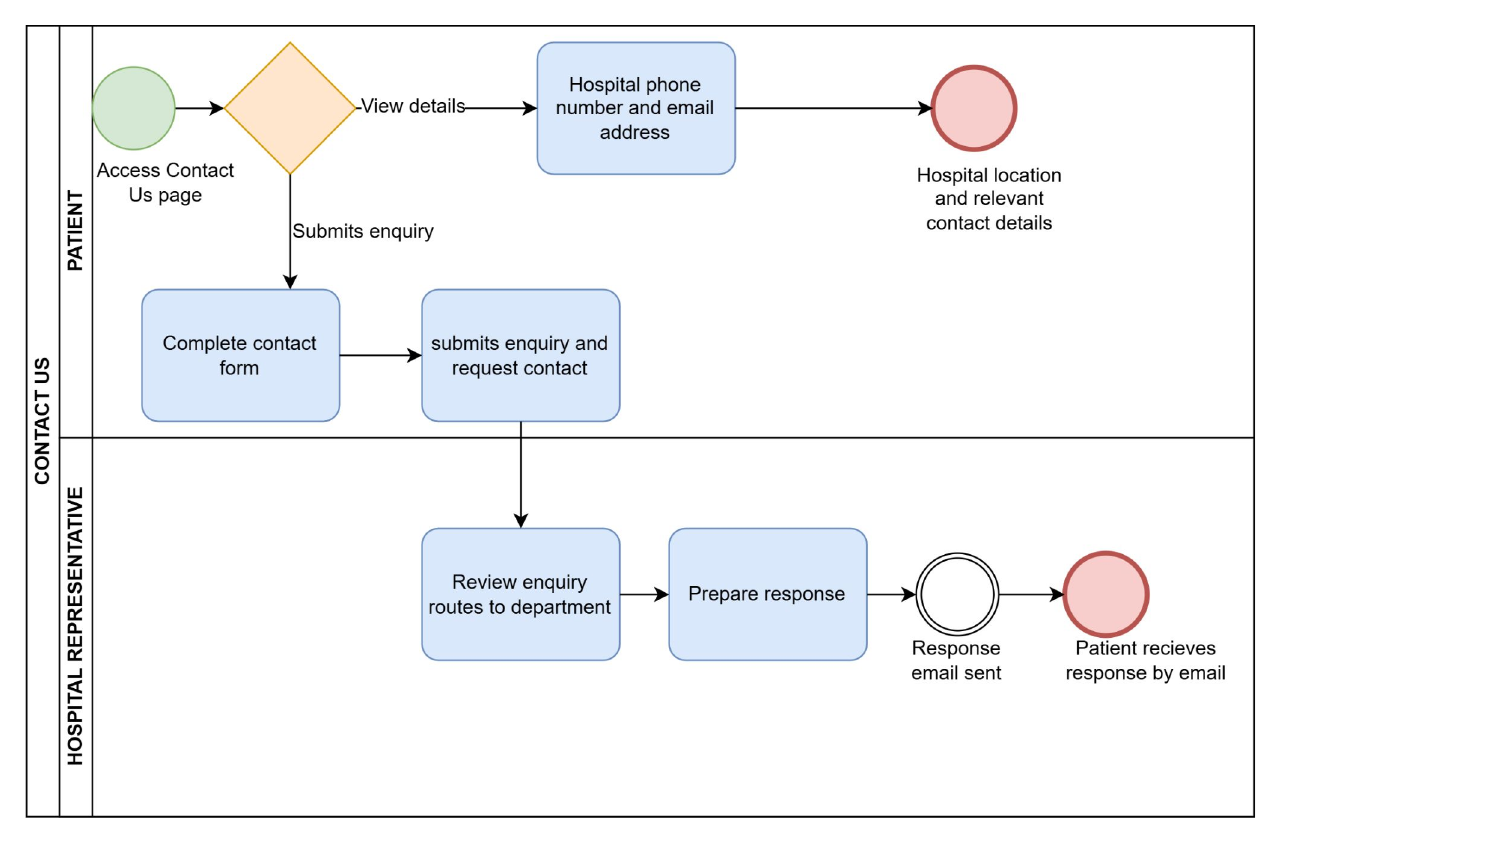 CONTACT US
PATIENT
Access Contact
Us page
View details
Hospital phone
number and email
address
Hospital location
and relevant
contact details
Submits enquiry
Complete contact
form
submits enquiry and
request contact
HOSPITAL REPRESENTATIVE
Review enquiry
routes to department
Prepare response
Response
email sent
Patient recieves
response by email